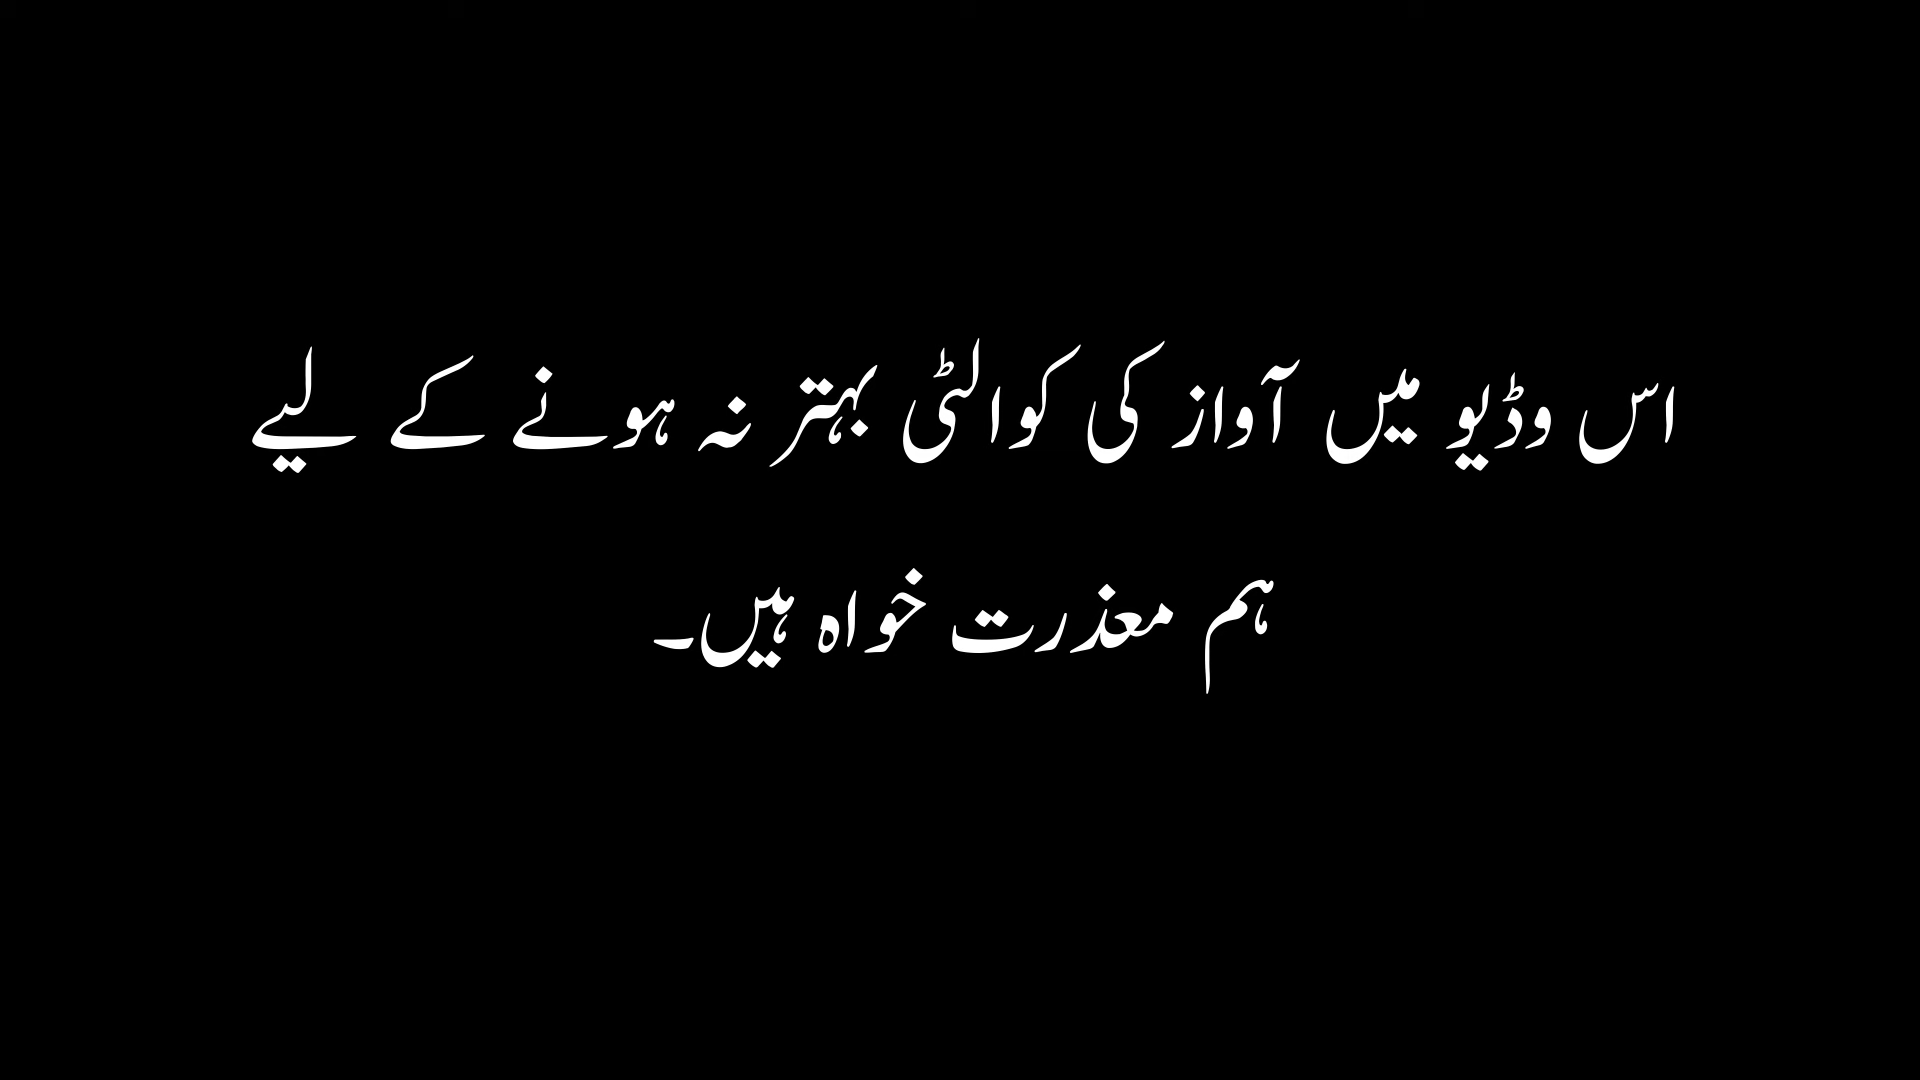 اس وڈیو میں آواز کی کوالٹی بہتر نہ ہونے کے لیے
ہم معذرت خواہ ہیں۔